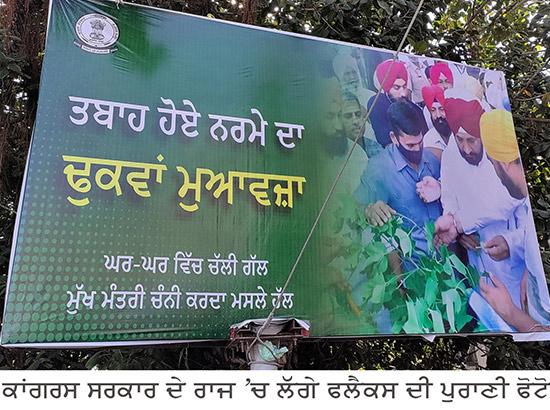 ਤਬਾਹ ਹੋਏ ਨਰਮੇ ਦਾ
ਢੁਕਵਾਂ ਮੁਆਵਜ਼ਾ
ਘਰ-ਘਰ ਵਿੱਚ ਚੱਲੀ ਗੱਲ
ਮੁੱਖ ਮੰਤਰੀ ਚੰਨੀ ਕਰਦਾ ਮਸਲੇ ਹੱਲ
ਕਾਂਗਰਸ ਸਰਕਾਰ ਦੇ ਰਾਜ 'ਚ ਲੱਗੇ ਫਲੈਕਸ ਦੀ ਪੁਰਾਣੀ ਫੋਟੋ